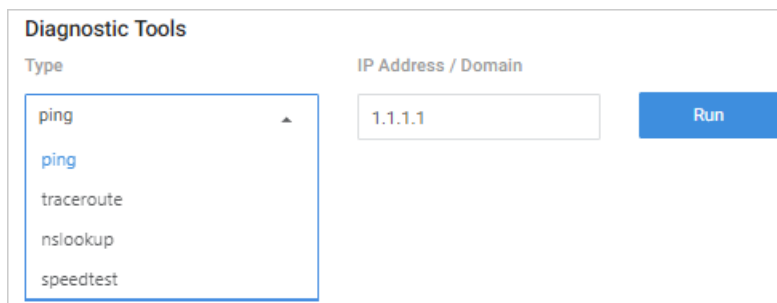 Diagnostic Tools
Type
IP Address / Domain
ping
1.1.1.1
Run
ping
traceroute
nslookup
speedtest